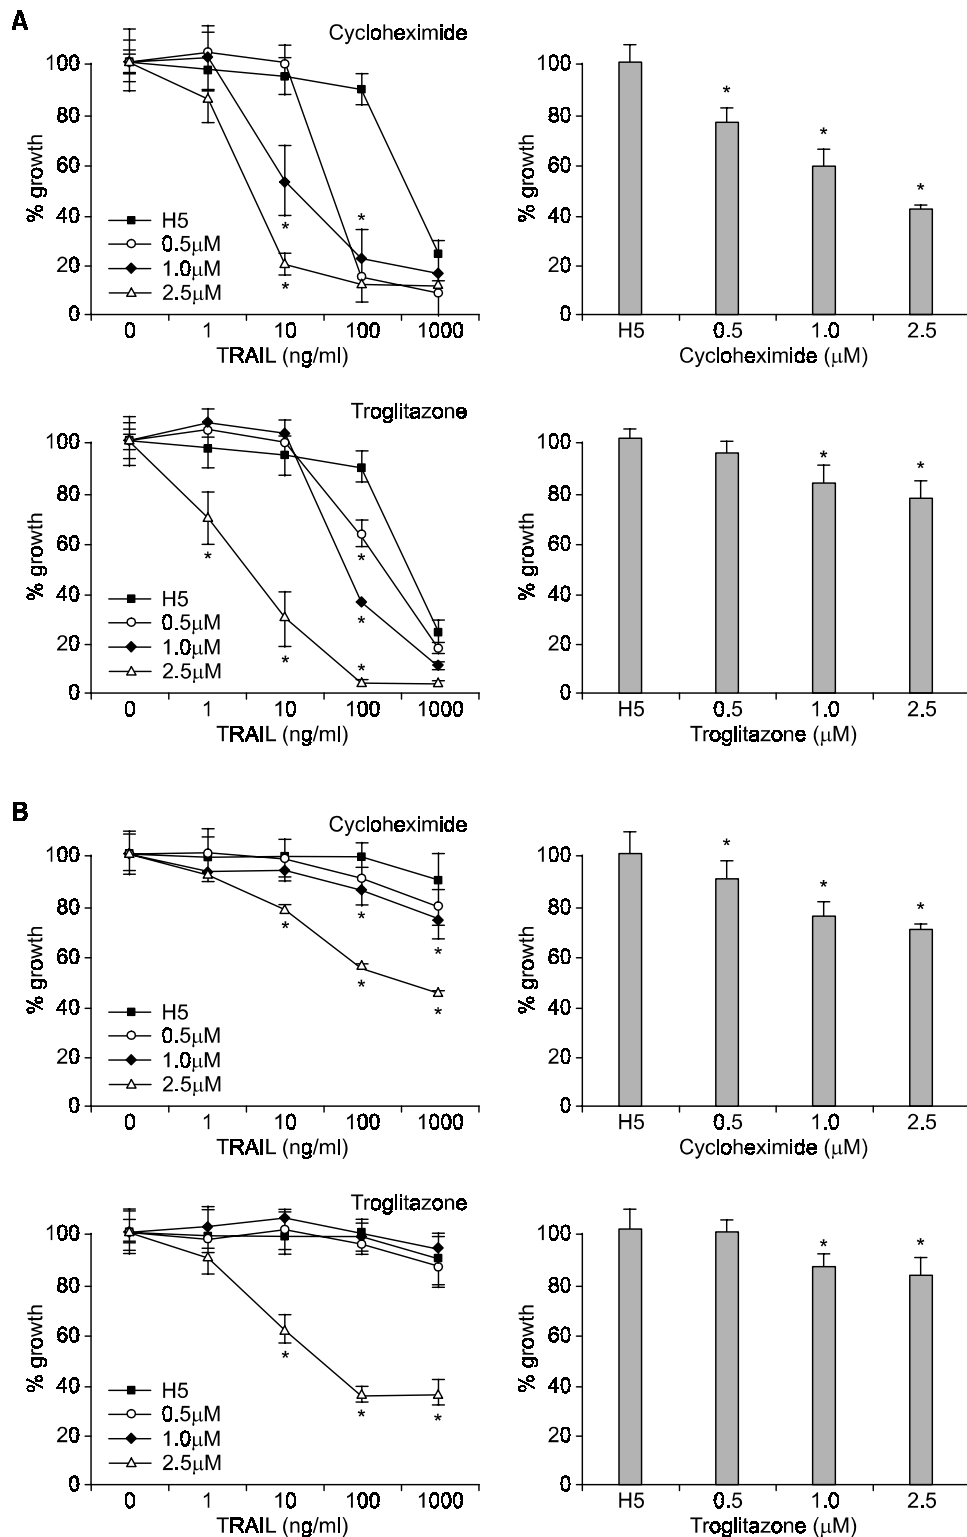 A
Cycloheximide
% growth
100
80
60
40
20
0
H5
0.5μM
1.0μM
2.5μM
0 1 10 100 1000
TRAIL (ng/ml)
% growth
100
80
60
40
20
0
* * *
H5 0.5 1.0 2.5
Cycloheximide (μM)
Troglitazone
% growth
100
80
60
40
20
0
H5
0.5μM
1.0μM
2.5μM
0 1 10 100 1000
TRAIL (ng/ml)
% growth
100
80
60
40
20
0
* *
H5 0.5 1.0 2.5
Troglitazone (μM)
B
Cycloheximide
% growth
100
80
60
40
20
0
H5
0.5μM
1.0μM
2.5μM
0 1 10 100 1000
TRAIL (ng/ml)
% growth
100
80
60
40
20
0
* * *
H5 0.5 1.0 2.5
Cycloheximide (μM)
Troglitazone
% growth
100
80
60
40
20
0
H5
0.5μM
1.0μM
2.5μM
0 1 10 100 1000
TRAIL (ng/ml)
% growth
100
80
60
40
20
0
* *
H5 0.5 1.0 2.5
Troglitazone (μM)